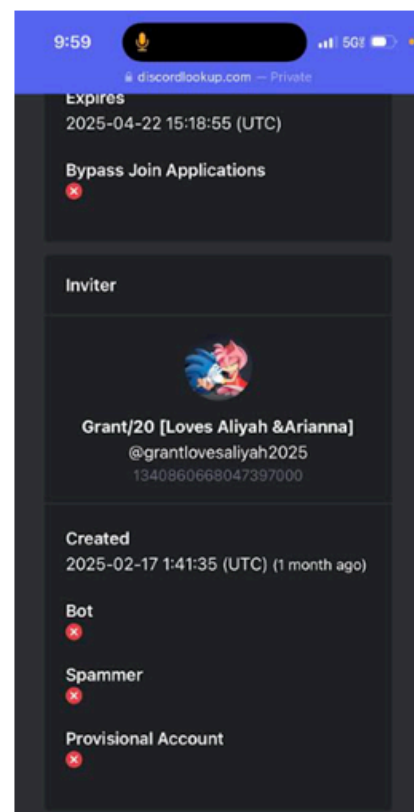 9:59
5G
discordlookup.com — Private
Expires
2025-04-22 15:18:55 (UTC)
Bypass Join Applications
Inviter
Grant/20 [Loves Aliyah &Arianna]
@grantlovesaliyah2025
1340860668047397000
Created
2025-02-17 1:41:35 (UTC) (1 month ago)
Bot
Spammer
Provisional Account